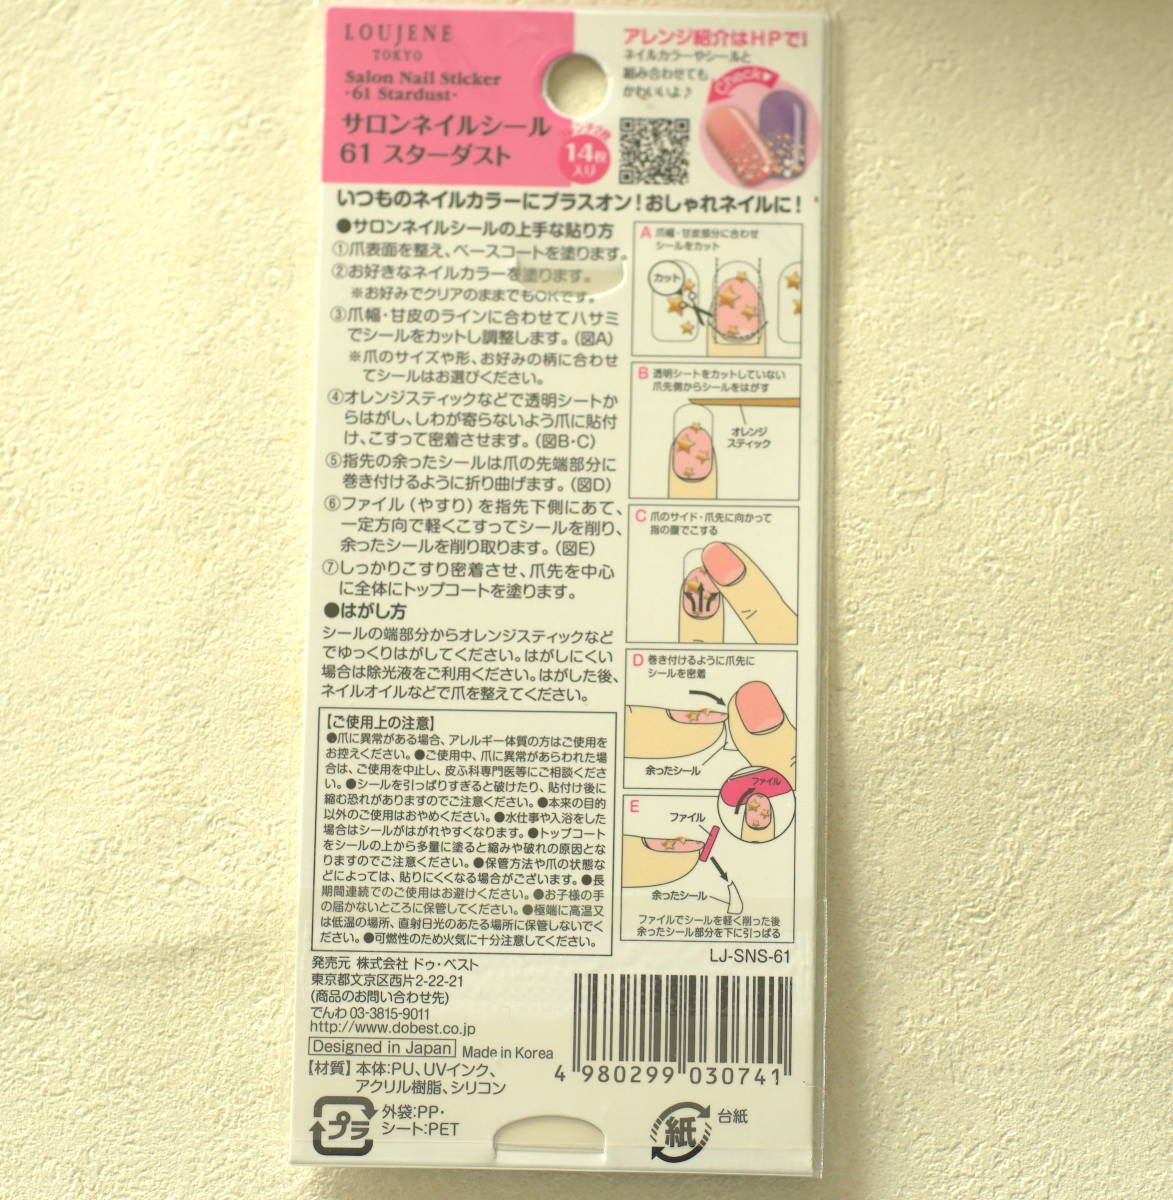 LOUJENE
TOKYO
Salon Nail Sticker
・61 Stardust・
サロンネイルシール
61 スターダスト
14枚
入り
アレンジ紹介はHPで!
ネイルカラーやシールと
組み合わせても
かわいいよ♪
Check♥
いつものネイルカラーにプラスオン!おしゃれネイルに!
●サロンネイルシールの上手な貼り方
①爪表面を整え、ベースコートを塗ります。
②お好きなネイルカラーを塗ります。
※お好みでクリアのままでもOKです。
③爪幅・甘皮のラインに合わせてハサミ
でシールをカットし調整します。(図A)
※爪のサイズや形、お好みの柄に合わせ
てシールはお選びください。
④オレンジスティックなどで透明シートか
らはがし、しわが寄らないよう爪に貼付
け、こすって密着させます。(図B・C)
⑤指先の余ったシールは爪の先端部分に
巻き付けるように折り曲げます。(図D)
⑥ファイル(やすり)を指先下側にあて、
一定方向で軽くこすってシールを削り、
余ったシールを削り取ります。(図E)
⑦しっかりこすり密着させ、爪先を中心
に全体にトップコートを塗ります。
●はがし方
シールの端部分からオレンジスティックなど
でゆっくりはがしてください。はがしにくい
場合は除光液をご利用ください。はがした後、
ネイルオイルなどで爪を整えてください。
【ご使用上の注意】
●爪に異常がある場合、アレルギー体質の方はご使用を
お控えください。●ご使用中、爪に異常があらわれた場
合は、ご使用を中止し、皮ふ科専門医等にご相談くださ
い。●シールを引っぱりすぎると破けたり、貼付け後に
縮む恐れがありますのでご注意ください。●本来の目的
以外のご使用はおやめください。●水仕事や入浴をした
場合はシールがはがれやすくなります。●トップコート
をシールの上から多量に塗ると縮みや破れの原因とな
りますのでご注意ください。●保管方法や爪の状態な
どによっては、貼りにくくなる場合がございます。●長
期間連続でのご使用はお避けください。●お子様の手
の届かないところに保管してください。●極端に高温又
は低温の場所、直射日光のあたる場所に保管しないでく
ださい。●可燃性のため火気に十分注意してください。
A 爪幅・甘皮部分に合わせ
シールをカット
カット
B 透明シートをカットしていない
爪先側からシールをはがす
オレンジ
スティック
C 爪のサイド・爪先に向かって
指の腹でこする
D 巻き付けるように爪先に
シールを密着
余ったシール
ファイル
E
ファイル
余ったシール
ファイルでシールを軽く削った後
余ったシール部分を下に引っぱる
LJ-SNS-61
発売元 株式会社 ドゥ・ベスト
東京都文京区西片2-22-21
(商品のお問い合わせ先)
でんわ 03-3815-9011
http://www.dobest.co.jp
Designed in Japan Made in Korea
【材質】本体:PU、UVインク、
アクリル樹脂、シリコン
4 980299 030741
プラ
外袋:PP・
シート:PET
紙
台紙